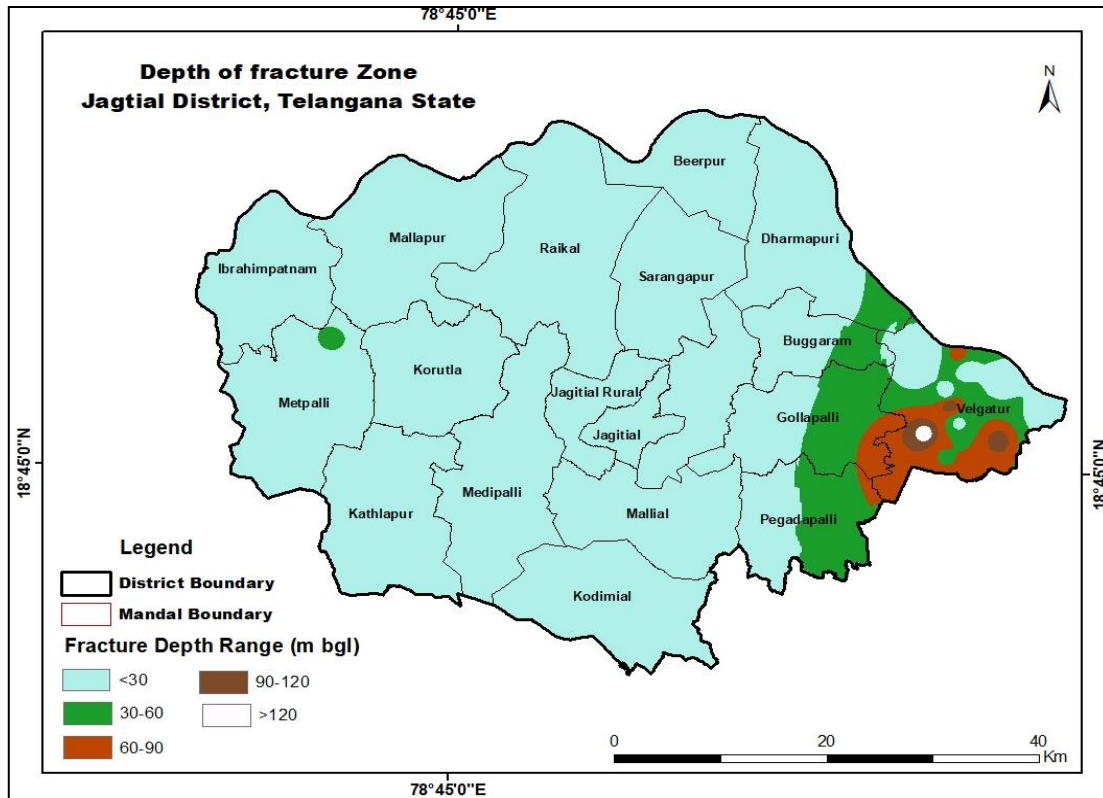 78°45'0"E
Depth of fracture Zone
Jagtial District, Telangana State
N
Beerpur
Dharmapuri
Mallapur
Raikal
Ibrahimpatnam
Sarangapur
Buggaram
Korutla
Metpalli
Jagitial Rural
Velgatur
Gollapalli
Jagitial
18°45'0"N
18°45'0"N
Medipalli
Kathlapur
Mallial
Pegadapalli
Kodimial
Legend
District Boundary
Mandal Boundary
Fracture Depth Range (m bgl)
<30
90-120
30-60
>120
60-90
0 20 40
Km
78°45'0"E